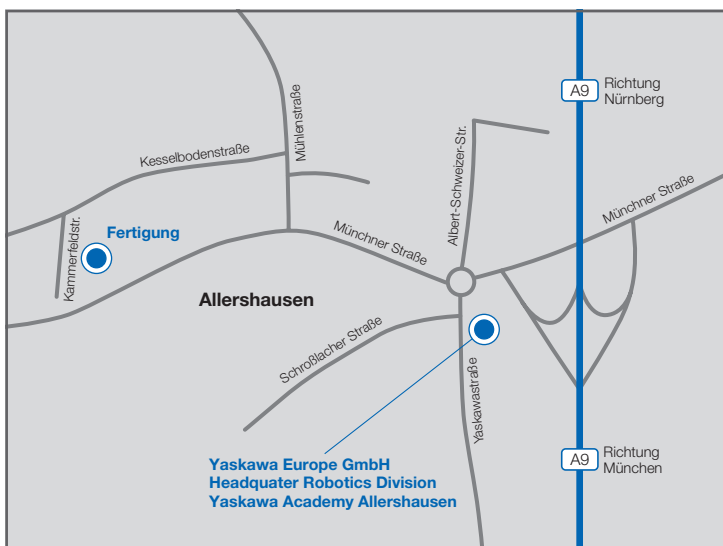 A9
Richtung
Nürnberg
Mühlenstraße
Kesselbodenstraße
Albert-Schweizer-Str.
Münchner Straße
Kammerfeldstr.
Fertigung
Münchner Straße
Allershausen
Schroßlacher Straße
Yaskawastraße
A9
Richtung
München
Yaskawa Europe GmbH
Headquater Robotics Division
Yaskawa Academy Allershausen